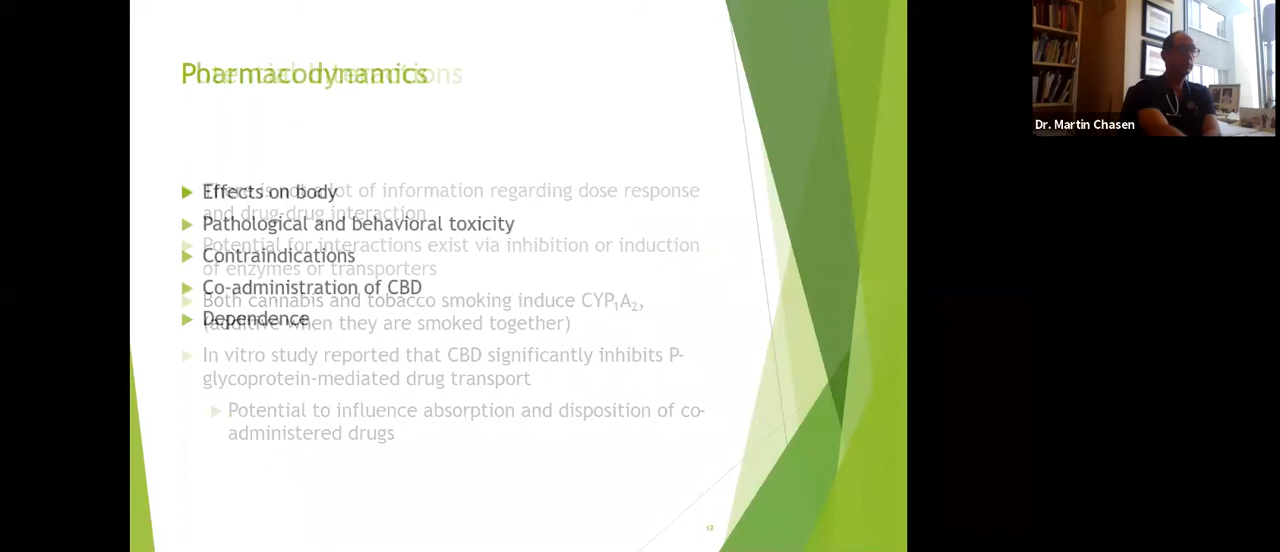 Pharmacodynamics
Effects on body
Pathological and behavioral toxicity
Contraindications
Co-administration of CBD
Dependence
There is not a lot of information regarding dose response
and drug-drug interaction
Potential for interactions exist via inhibition or induction
of enzymes or transporters
Both cannabis and tobacco smoking induce CYP₁A₂,
(additive when they are smoked together)
In vitro study reported that CBD significantly inhibits P-
glycoprotein-mediated drug transport
Potential to influence absorption and disposition of co-
administered drugs
Dr. Martin Chasen